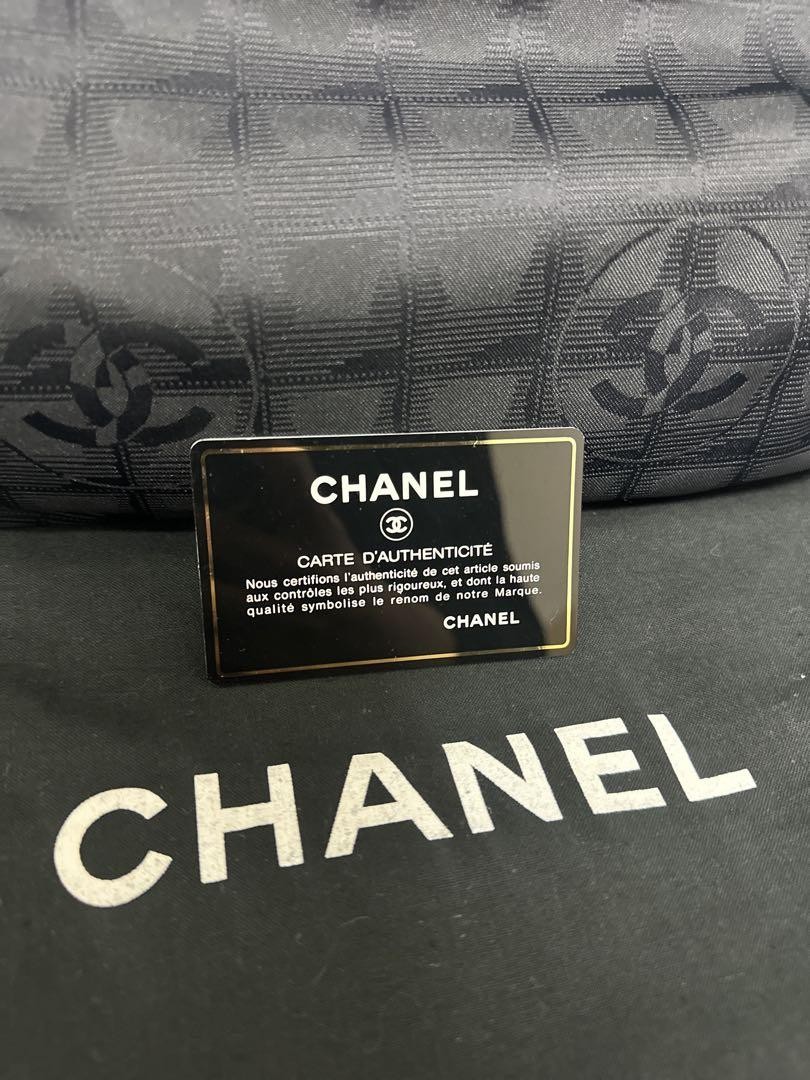 CHANEL
CARTE D'AUTHENTICITÉ
Nous certifions l'authenticité de cet article soumis
aux contrôles les plus rigoureux, et dont la haute
qualité symbolise le renom de notre Marque.
CHANEL
CHANEL